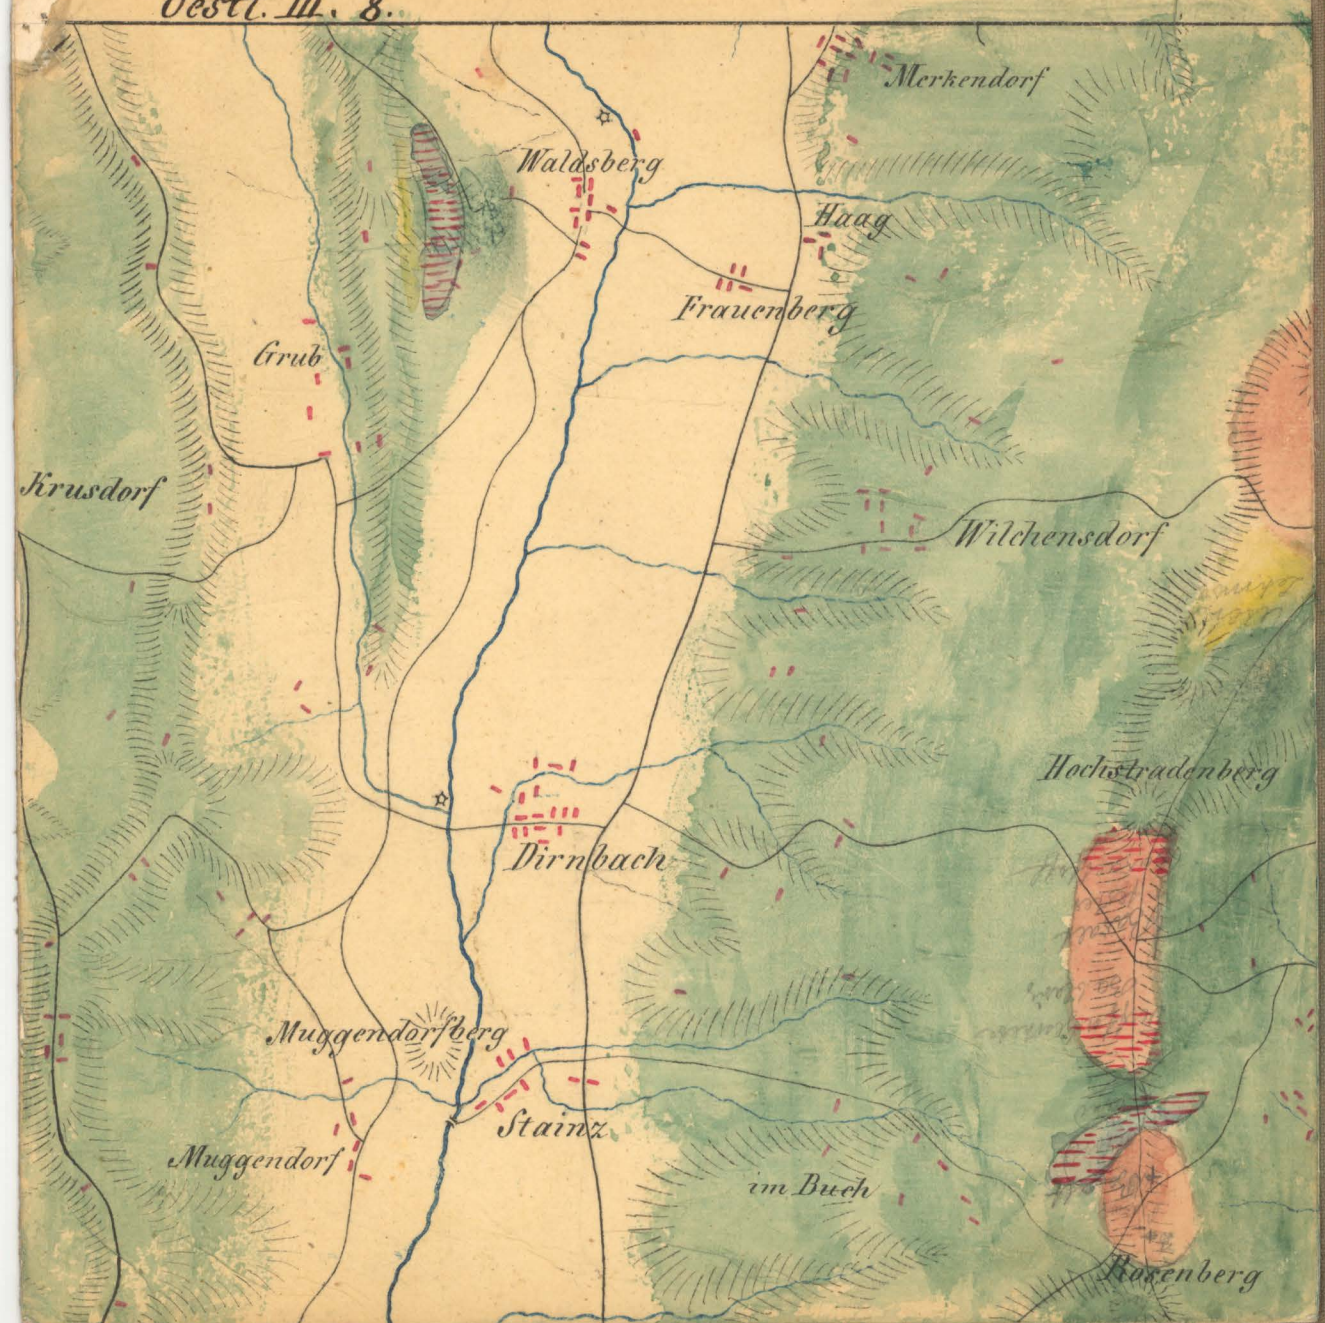 Oestl. III. 8.
Merkendorf
Waldsberg
Haag
Frauenberg
Grub
Krusdorf
Wilchensdorf
Hochstradenberg
Dirnbach
Muggendorfberg
Stainz
Muggendorf
im Buch
Rosenberg